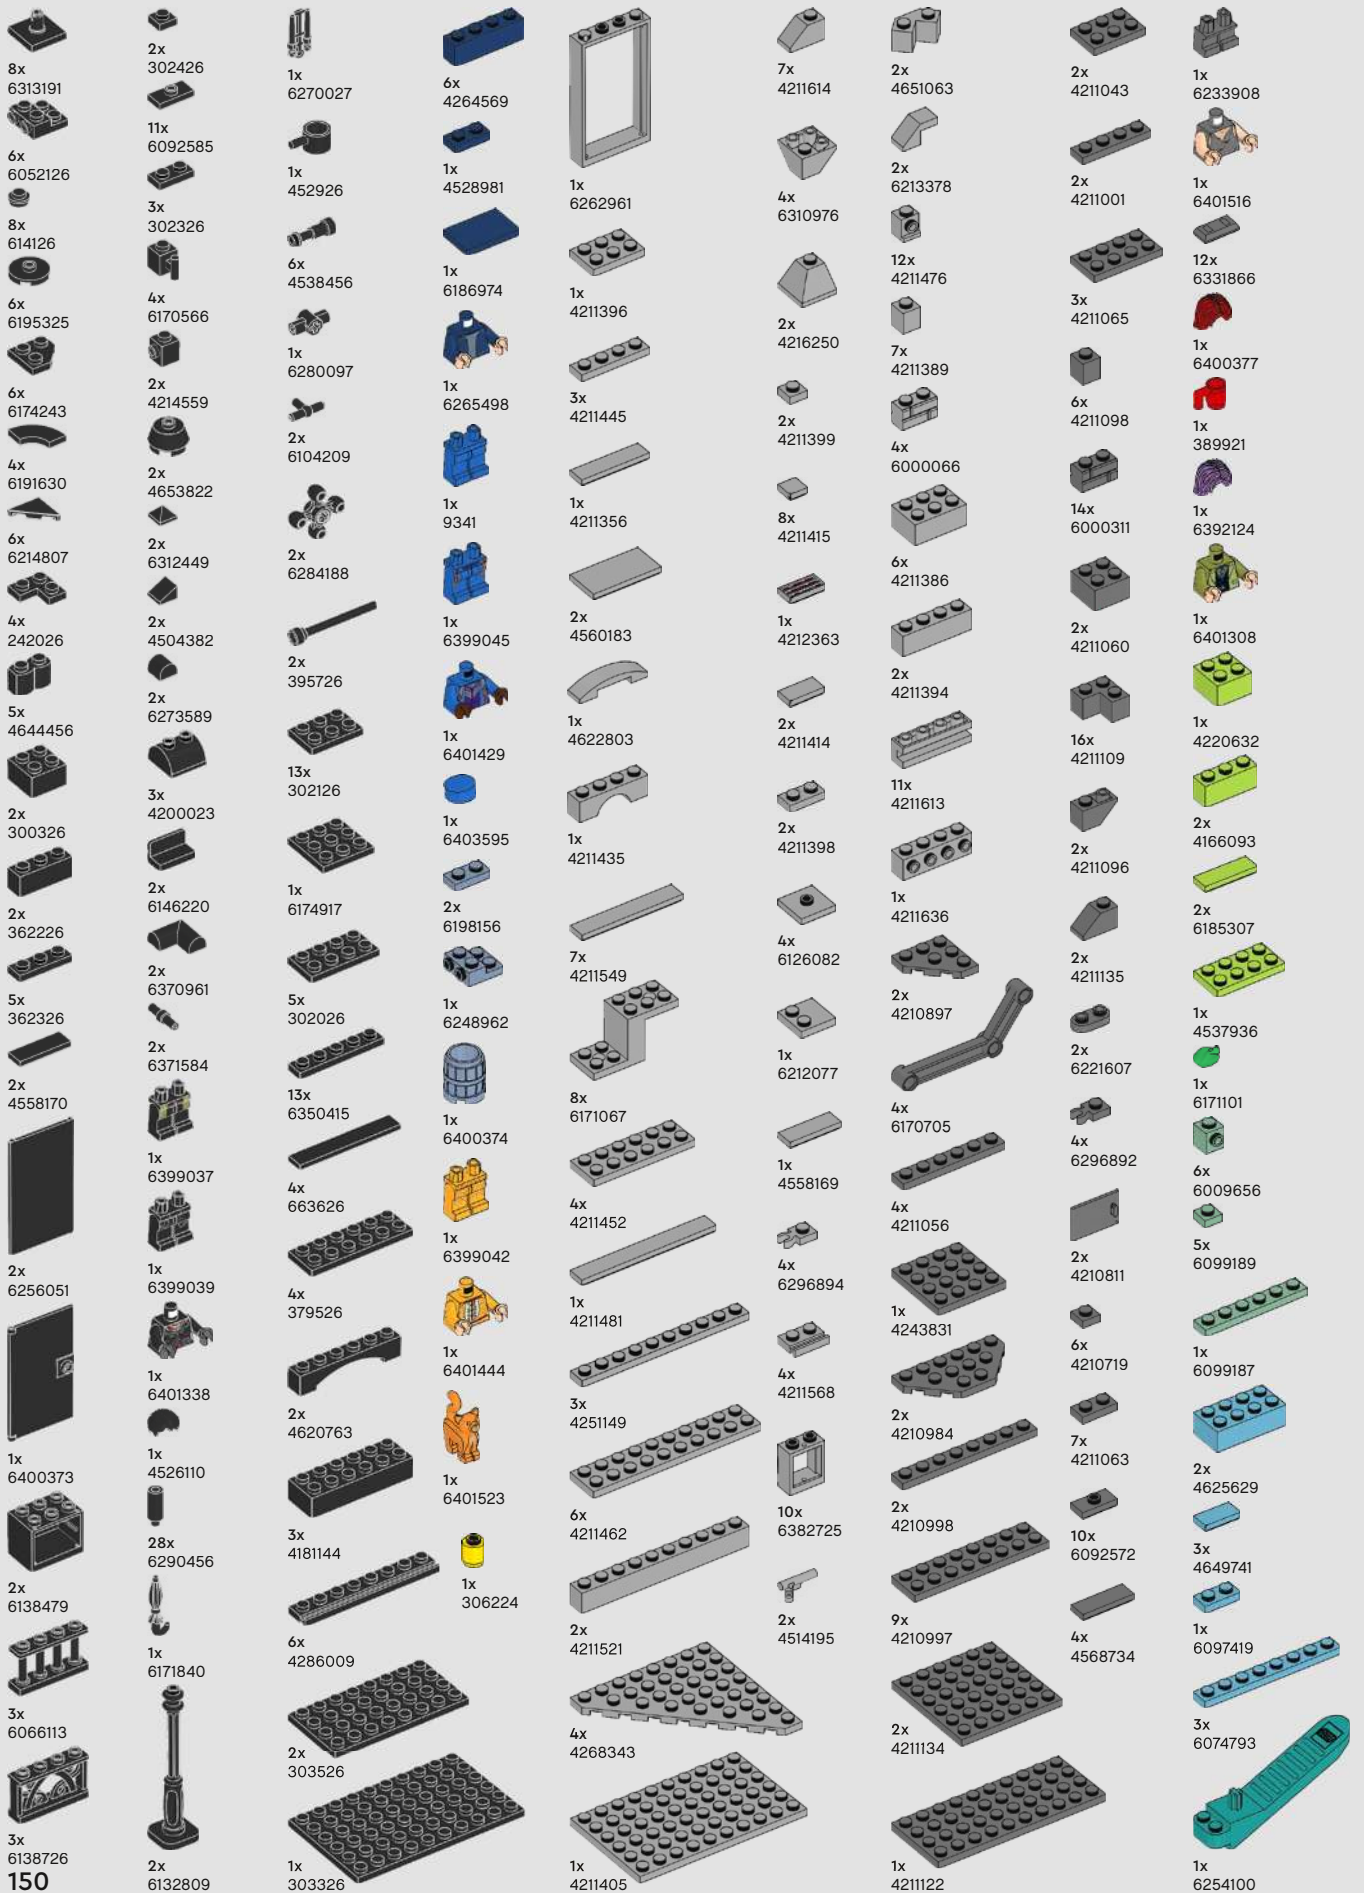 8x
6313191
6x
6052126
8x
614126
6x
6195325
6x
6174243
4x
6191630
6x
6214807
4x
242026
5x
4644456
2x
300326
2x
362226
5x
362326
2x
4558170
2x
6256051
1x
6400373
2x
6138479
3x
6066113
3x
6138726
150
2x
302426
11x
6092585
3x
302326
4x
6170566
2x
4214559
2x
4653822
2x
6312449
2x
4504382
2x
6273589
3x
4200023
2x
6146220
2x
6370961
2x
6371584
1x
6399037
1x
6399039
1x
6401338
1x
4526110
28x
6290456
1x
6171840
2x
6132809
1x
6270027
1x
452926
6x
4538456
1x
6280097
2x
6104209
2x
6284188
2x
395726
13x
302126
1x
6174917
5x
302026
13x
6350415
4x
663626
4x
379526
2x
4620763
3x
4181144
6x
4286009
2x
303526
1x
303326
6x
4264569
1x
4528981
1x
6186974
1x
6265498
1x
9341
1x
6399045
1x
6401429
1x
6403595
2x
6198156
1x
6248962
1x
6400374
1x
6399042
1x
6401444
1x
6401523
1x
306224
1x
6262961
1x
4211396
3x
4211445
1x
4211356
2x
4560183
1x
4622803
1x
4211435
7x
4211549
8x
6171067
4x
4211452
1x
4211481
3x
4251149
6x
4211462
2x
4211521
4x
4268343
1x
4211405
7x
4211614
4x
6310976
2x
4216250
2x
4211399
8x
4211415
1x
4212363
2x
4211414
2x
4211398
4x
6126082
1x
6212077
1x
4558169
4x
6296894
4x
4211568
10x
6382725
2x
4514195
2x
4651063
2x
6213378
12x
4211476
7x
4211389
4x
6000066
6x
4211386
2x
4211394
11x
4211613
1x
4211636
2x
4210897
4x
6170705
4x
4211056
1x
4243831
2x
4210984
2x
4210998
9x
4210997
2x
4211134
1x
4211122
2x
4211043
2x
4211001
3x
4211065
6x
4211098
14x
6000311
2x
4211060
16x
4211109
2x
4211096
2x
4211135
2x
6221607
4x
6296892
2x
4210811
6x
4210719
7x
4211063
10x
6092572
4x
4568734
1x
6233908
1x
6401516
12x
6331866
1x
6400377
1x
389921
1x
6392124
1x
6401308
1x
4220632
2x
4166093
2x
6185307
1x
4537936
1x
6171101
6x
6009656
5x
6099189
1x
6099187
2x
4625629
3x
4649741
1x
6097419
3x
6074793
1x
6254100